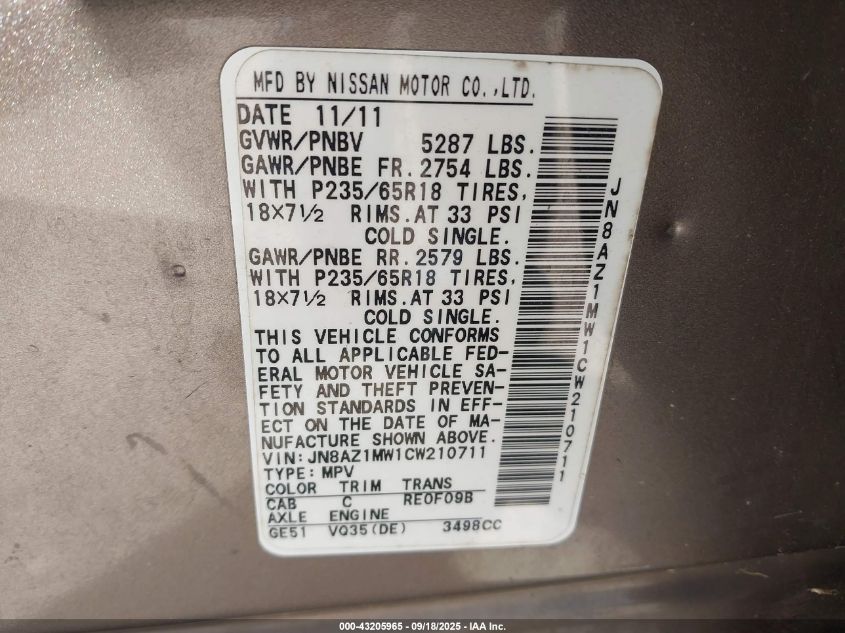 MFD BY NISSAN MOTOR CO.,LTD.
DATE 11/11
GVWR/PNBV 5287 LBS.
GAWR/PNBE FR. 2754 LBS.
WITH P235/65R18 TIRES,
18×7½ RIMS.AT 33 PSI
COLD SINGLE.
GAWR/PNBE RR. 2579 LBS.
WITH P235/65R18 TIRES,
18×7½ RIMS.AT 33 PSI
COLD SINGLE.
THIS VEHICLE CONFORMS
TO ALL APPLICABLE FED-
ERAL MOTOR VEHICLE SA-
FETY AND THEFT PREVEN-
TION STANDARDS IN EFF-
ECT ON THE DATE OF MA-
NUFACTURE SHOWN ABOVE.
VIN:JN8AZ1MW1CW210711
TYPE:MPV
COLOR TRIM TRANS
CAB C RE0F09B
AXLE ENGINE
GE51 VQ35(DE) 3498CC
JN8AZ1MW1CW210711
000-43205965 - 09/18/2025 - IAA Inc.